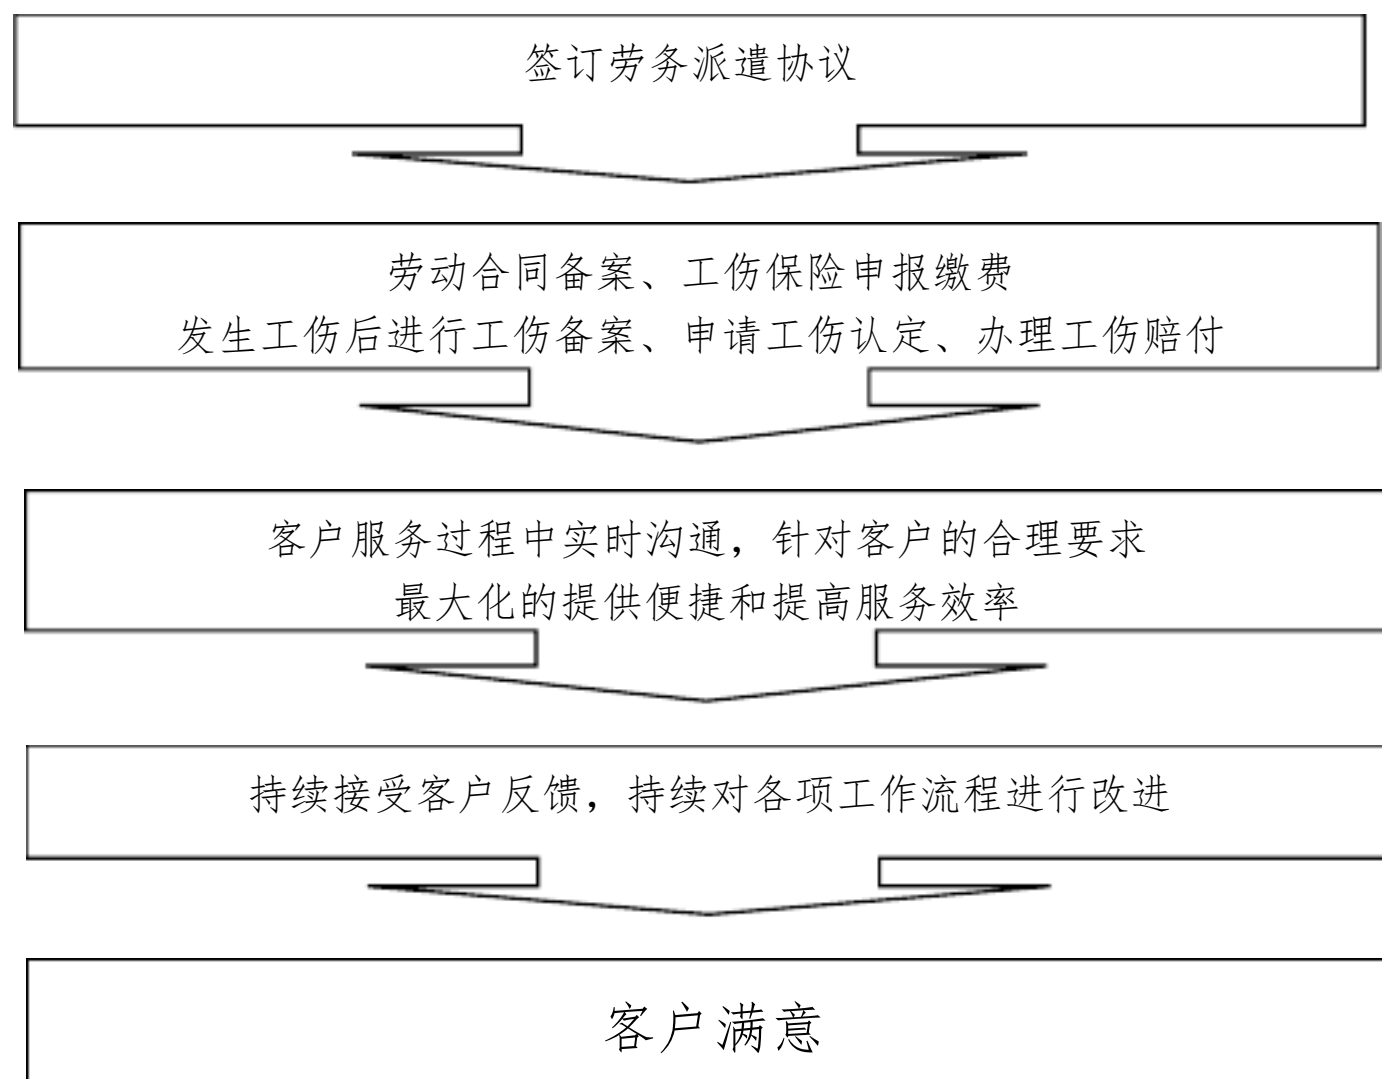 签订劳务派遣协议
劳动合同备案、工伤保险申报缴费
发生工伤后进行工伤备案、申请工伤认定、办理工伤赔付
客户服务过程中实时沟通，针对客户的合理要求
最大化的提供便捷和提高服务效率
持续接受客户反馈，持续对各项工作流程进行改进
客户满意